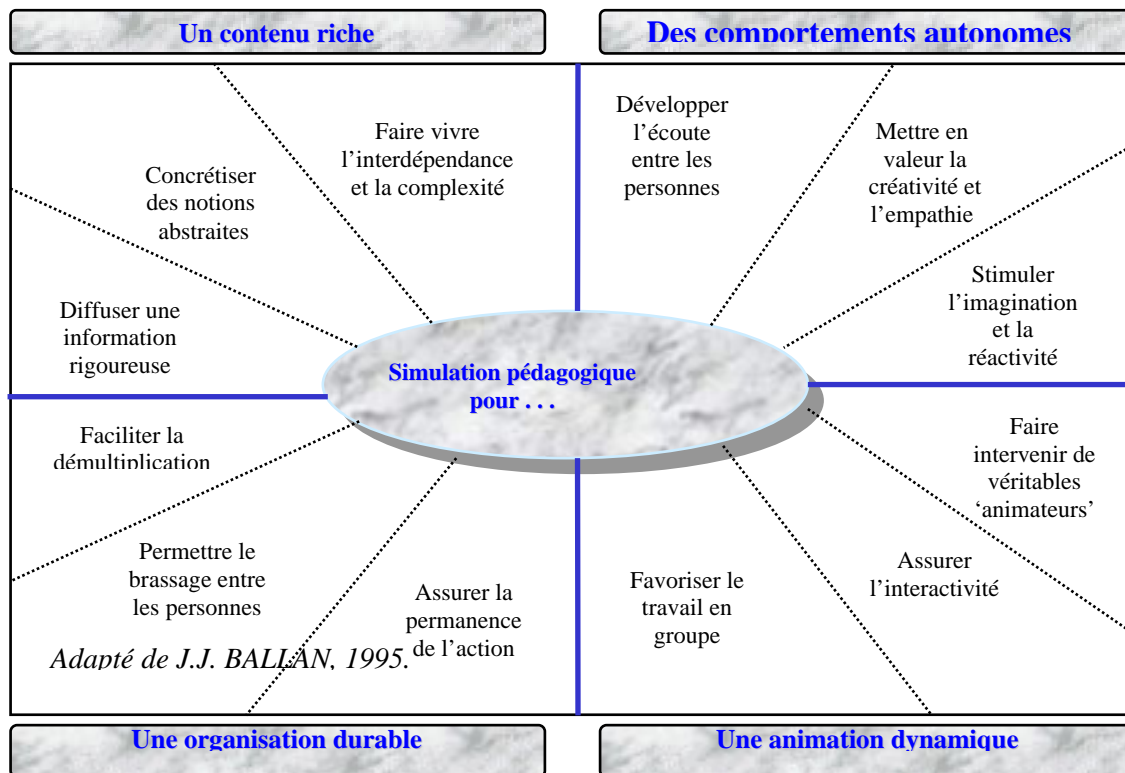 Un contenu riche
Des comportements autonomes
Faire vivre
l'interdépendance
et la complexité
Concrétiser
des notions
abstraites
Diffuser une
information
rigoureuse
Développer
l'écoute
entre les
personnes
Mettre en
valeur la
créativité et
l'empathie
Stimuler
l'imagination
et la
réactivité
Simulation pédagogique
pour . . .
Faciliter la
démultiplication
Permettre le
brassage entre
les personnes
Assurer la
permanence
de l'action
Favoriser le
travail en
groupe
Assurer
l'interactivité
Faire
intervenir de
véritables
‘animateurs’
Adapté de J.J. BALLAN, 1995.
Une organisation durable
Une animation dynamique